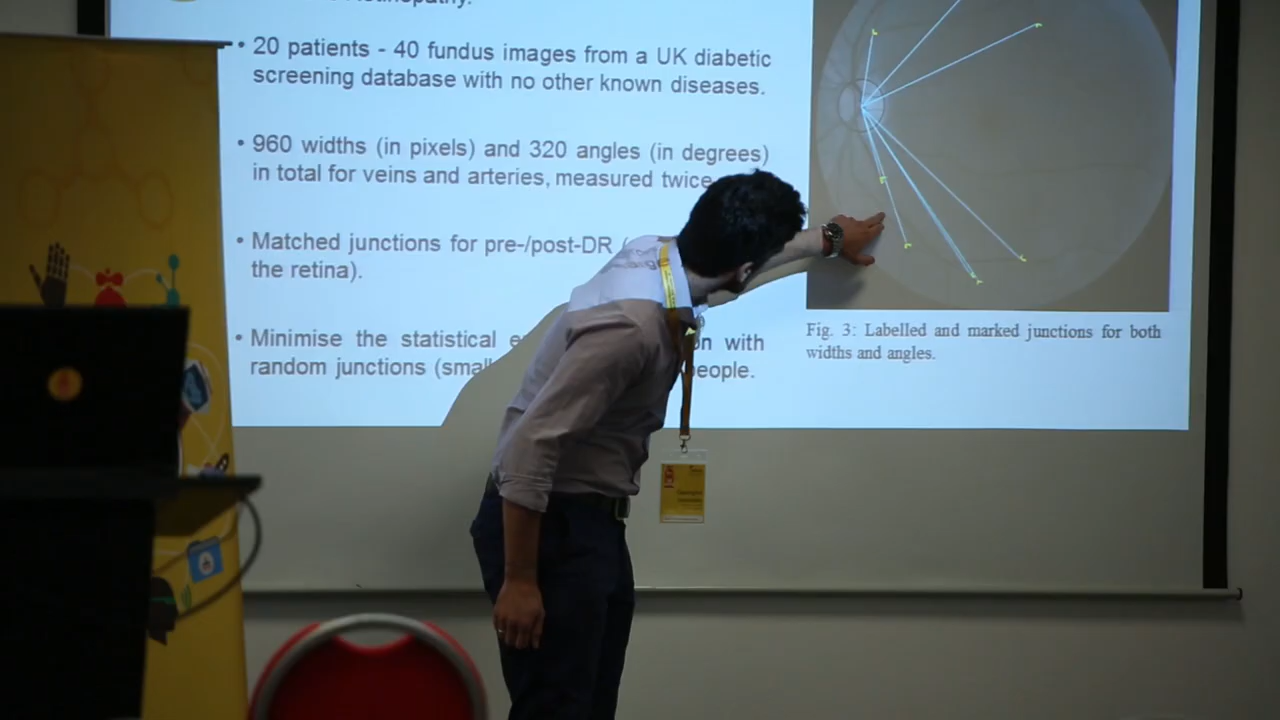 • 20 patients - 40 fundus images from a UK diabetic
screening database with no other known diseases.
• 960 widths (in pixels) and 320 angles (in degrees)
in total for veins and arteries, measured twice
• Matched junctions for pre-/post-DR
the retina).
• Minimise the statistical
with
random junctions
Fig. 3: Labelled and marked junctions for both
widths and angles.